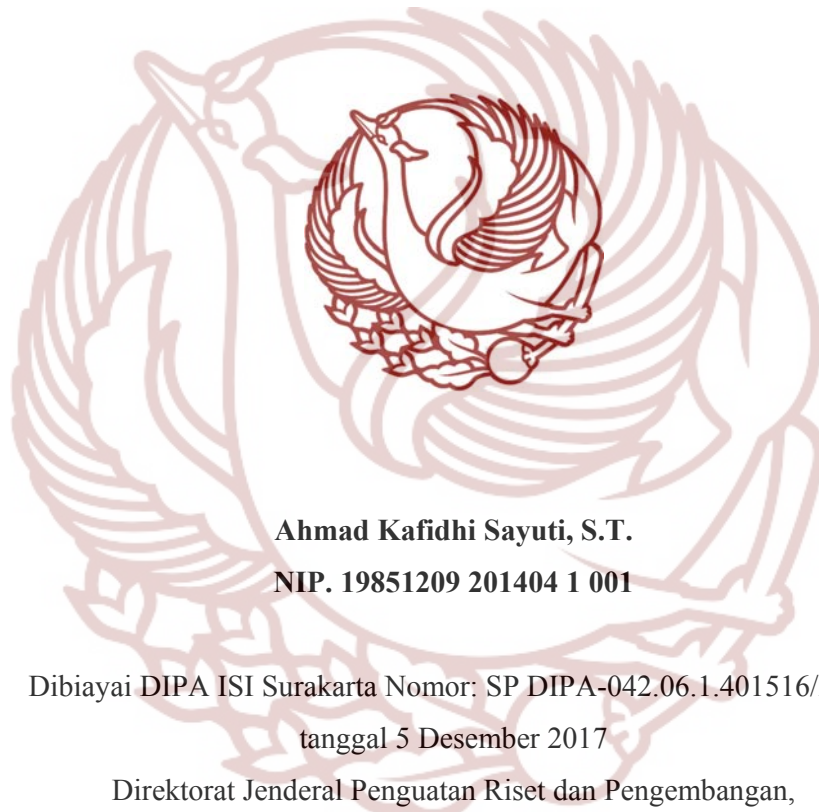 Ahmad Kafidhi Sayuti, S.T.
NIP. 19851209 201404 1 001
Dibiayai DIPA ISI Surakarta Nomor: SP DIPA-042.06.1.401516/
tanggal 5 Desember 2017
Direktorat Jenderal Penguatan Riset dan Pengembangan,